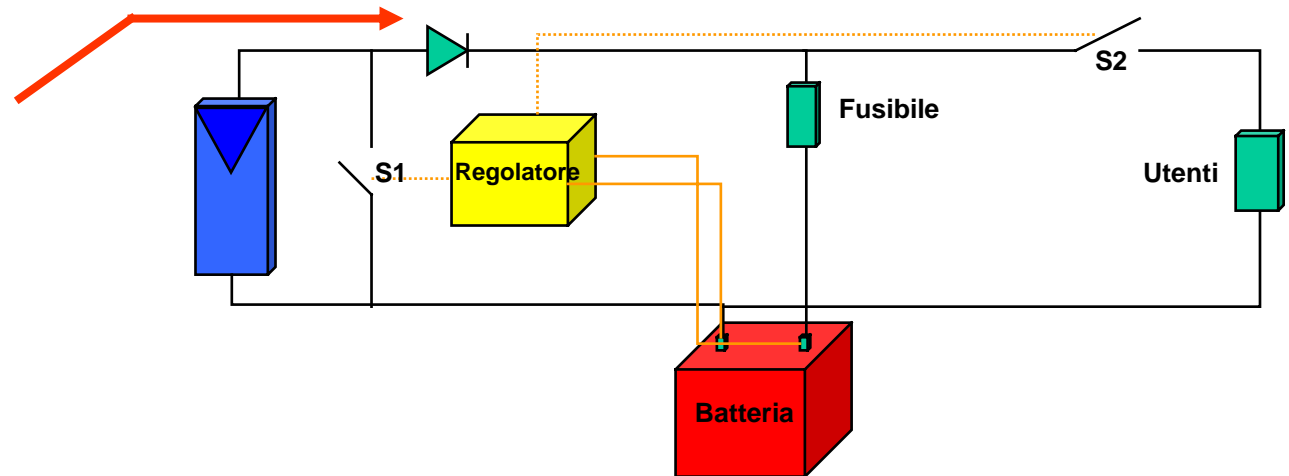 S2
Fusibile
S1
Regolatore
Utenti
Batteria